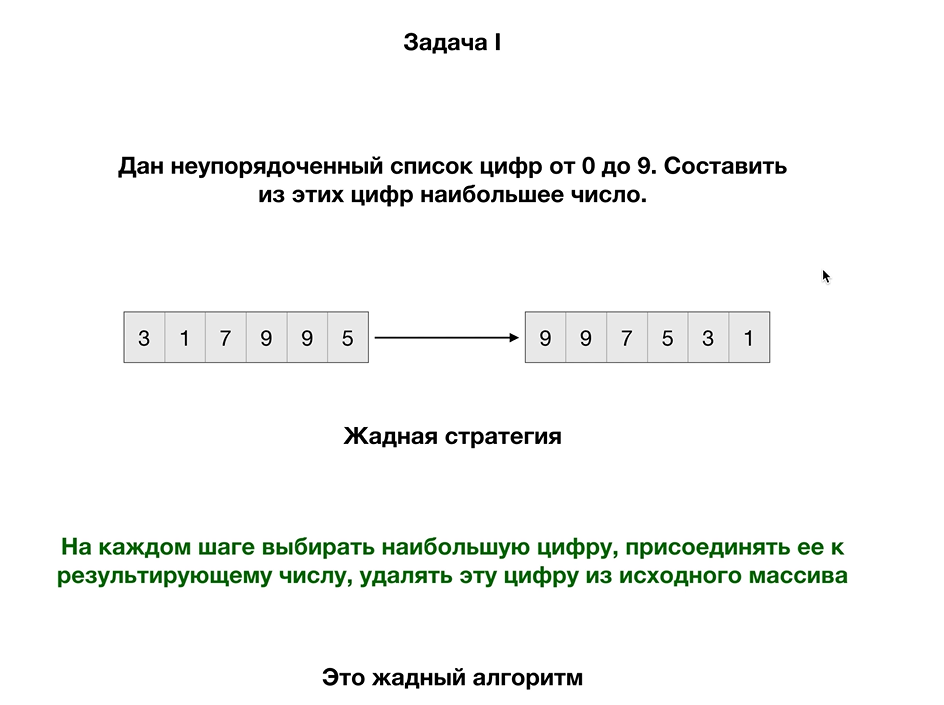 Задача I
Дан неупорядоченный список цифр от 0 до 9. Составить
из этих цифр наибольшее число.
3 1 7 9 9 5 9 9 7 5 3 1
Жадная стратегия
На каждом шаге выбирать наибольшую цифру, присоединять ее к
результирующему числу, удалять эту цифру из исходного массива
Это жадный алгоритм